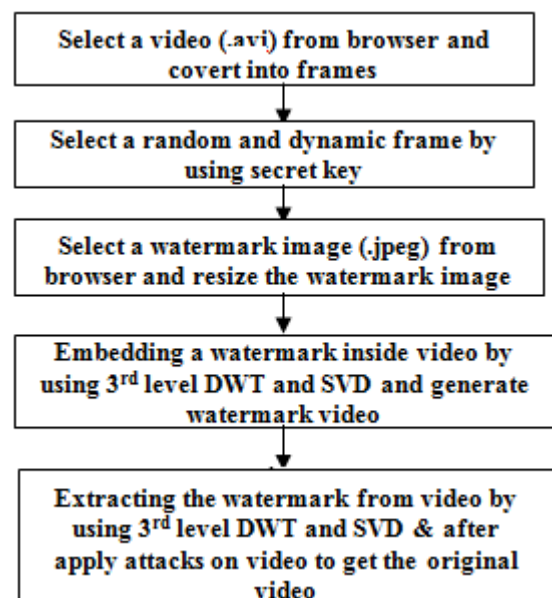 Select a video (.avi) from browser and
covert into frames
Select a random and dynamic frame by
using secret key
Select a watermark image (.jpeg) from
browser and resize the watermark image
Embedding a watermark inside video by
using 3rd level DWT and SVD and generate
watermark video
Extracting the watermark from video by
using 3rd level DWT and SVD & after
apply attacks on video to get the original
video